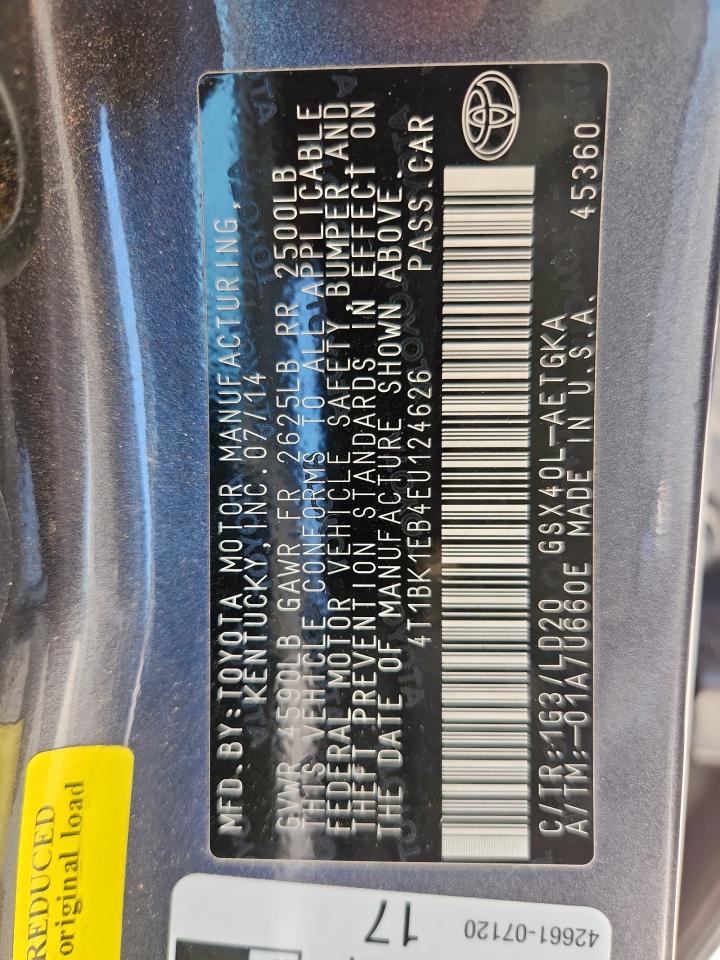 MFD. BY: TOYOTA MOTOR MANUFACTURING,
KENTUCKY, INC. 07/14
GVWR 4590LB GAWR FR 2625LB RR 2500LB
THIS VEHICLE CONFORMS TO ALL APPLICABLE
FEDERAL MOTOR VEHICLE SAFETY, BUMPER AND
THEFT PREVENTION STANDARDS IN EFFECT ON
THE DATE OF MANUFACTURE SHOWN ABOVE.
4T1BK1EB4EU124626 PASS. CAR
C/TR: 1G3/LD20 GSX40L-AETGKA
A/TM: -01A/U660E MADE IN U.S.A. 45360
REDUCED
original load
17
42661-07120